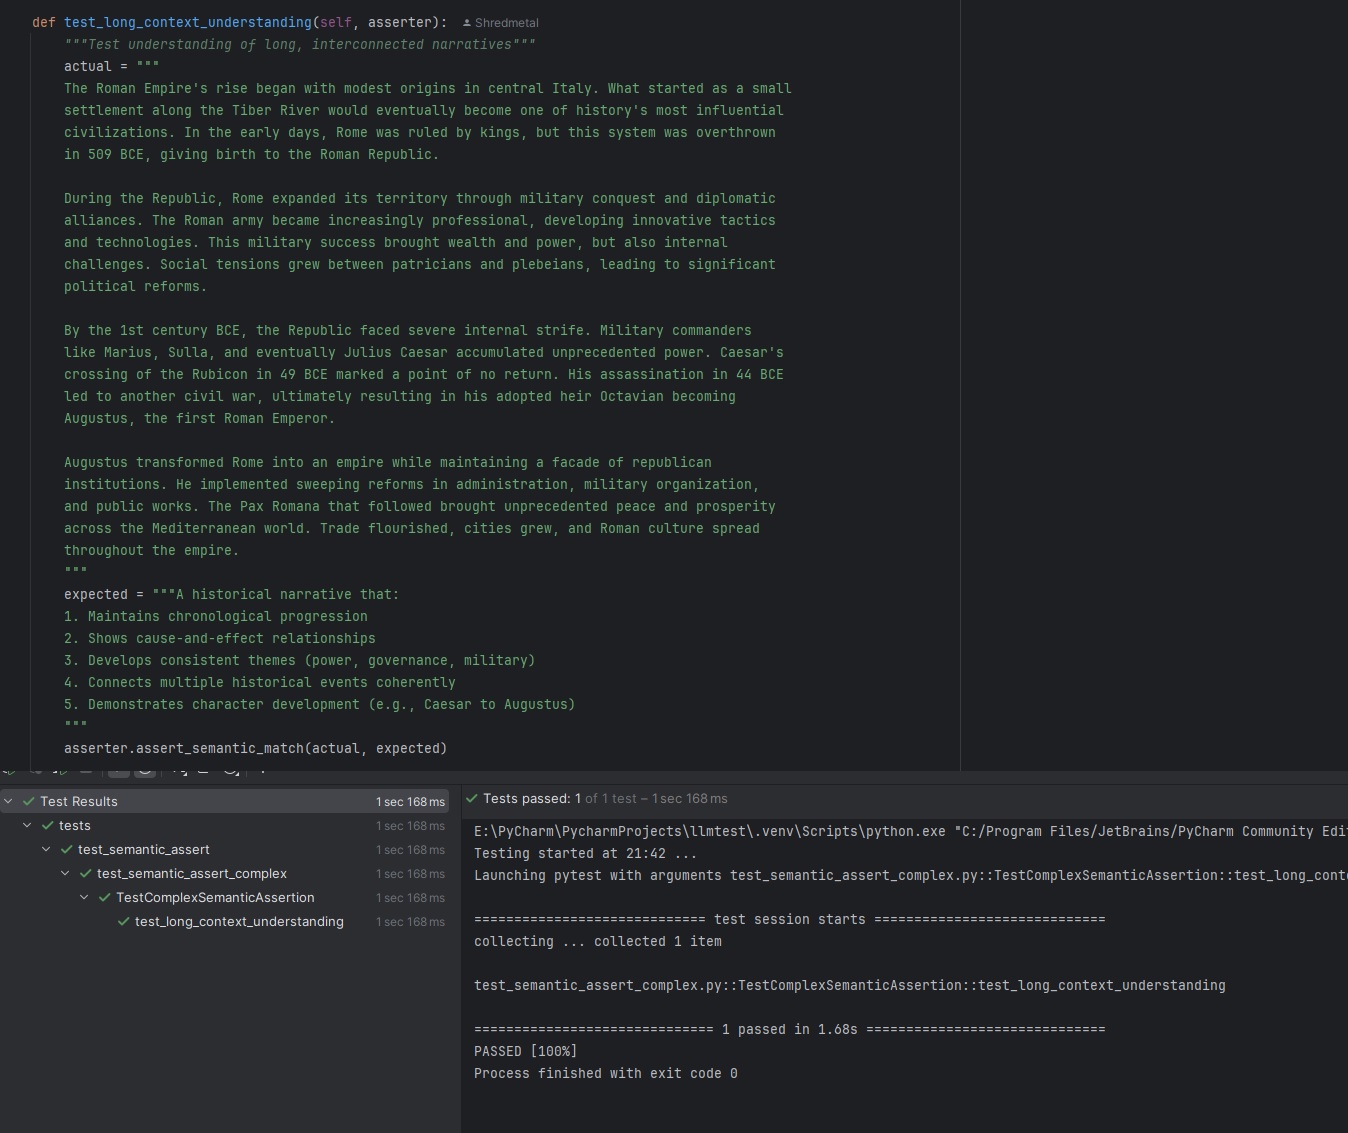 def test_long_context_understanding(self, asserter): Shredmetal
"""Test understanding of long, interconnected narratives"""
actual = """
The Roman Empire's rise began with modest origins in central Italy. What started as a small
settlement along the Tiber River would eventually become one of history's most influential
civilizations. In the early days, Rome was ruled by kings, but this system was overthrown
in 509 BCE, giving birth to the Roman Republic.
During the Republic, Rome expanded its territory through military conquest and diplomatic
alliances. The Roman army became increasingly professional, developing innovative tactics
and technologies. This military success brought wealth and power, but also internal
challenges. Social tensions grew between patricians and plebeians, leading to significant
political reforms.
By the 1st century BCE, the Republic faced severe internal strife. Military commanders
like Marius, Sulla, and eventually Julius Caesar accumulated unprecedented power. Caesar's
crossing of the Rubicon in 49 BCE marked a point of no return. His assassination in 44 BCE
led to another civil war, ultimately resulting in his adopted heir Octavian becoming
Augustus, the first Roman Emperor.
Augustus transformed Rome into an empire while maintaining a facade of republican
institutions. He implemented sweeping reforms in administration, military organization,
and public works. The Pax Romana that followed brought unprecedented peace and prosperity
across the Mediterranean world. Trade flourished, cities grew, and Roman culture spread
throughout the empire.
"""
expected = """A historical narrative that:
1. Maintains chronological progression
2. Shows cause-and-effect relationships
3. Develops consistent themes (power, governance, military)
4. Connects multiple historical events coherently
5. Demonstrates character development (e.g., Caesar to Augustus)
"""
asserter.assert_semantic_match(actual, expected)
Test Results 1 sec 168 ms
tests 1 sec 168 ms
test_semantic_assert 1 sec 168 ms
test_semantic_assert_complex 1 sec 168 ms
TestComplexSemanticAssertion 1 sec 168 ms
test_long_context_understanding 1 sec 168 ms
Tests passed: 1 of 1 test – 1 sec 168 ms
E:\PyCharm\PycharmProjects\llmtest\.venv\Scripts\python.exe "C:/Program Files/JetBrains/PyCharm Community Edi
Testing started at 21:42 ...
Launching pytest with arguments test_semantic_assert_complex.py::TestComplexSemanticAssertion::test_long_conte
============================= test session starts =============================
collecting ... collected 1 item
test_semantic_assert_complex.py::TestComplexSemanticAssertion::test_long_context_understanding
============================== 1 passed in 1.68s ==============================
PASSED [100%]
Process finished with exit code 0